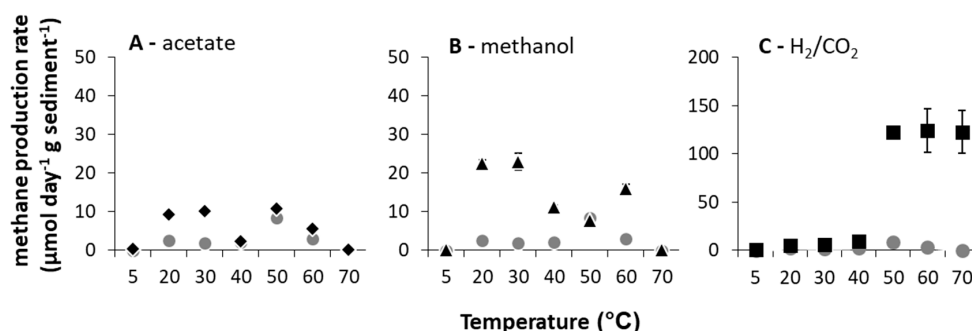 methane production rate
(µmol day⁻¹ g sediment⁻¹)
A - acetate
50
40
30
20
10
0
5 20 30 40 50 60 70
B - methanol
50
40
30
20
10
0
5 20 30 40 50 60 70
C - H₂/CO₂
200
150
100
50
0
5 20 30 40 50 60 70
Temperature (°C)